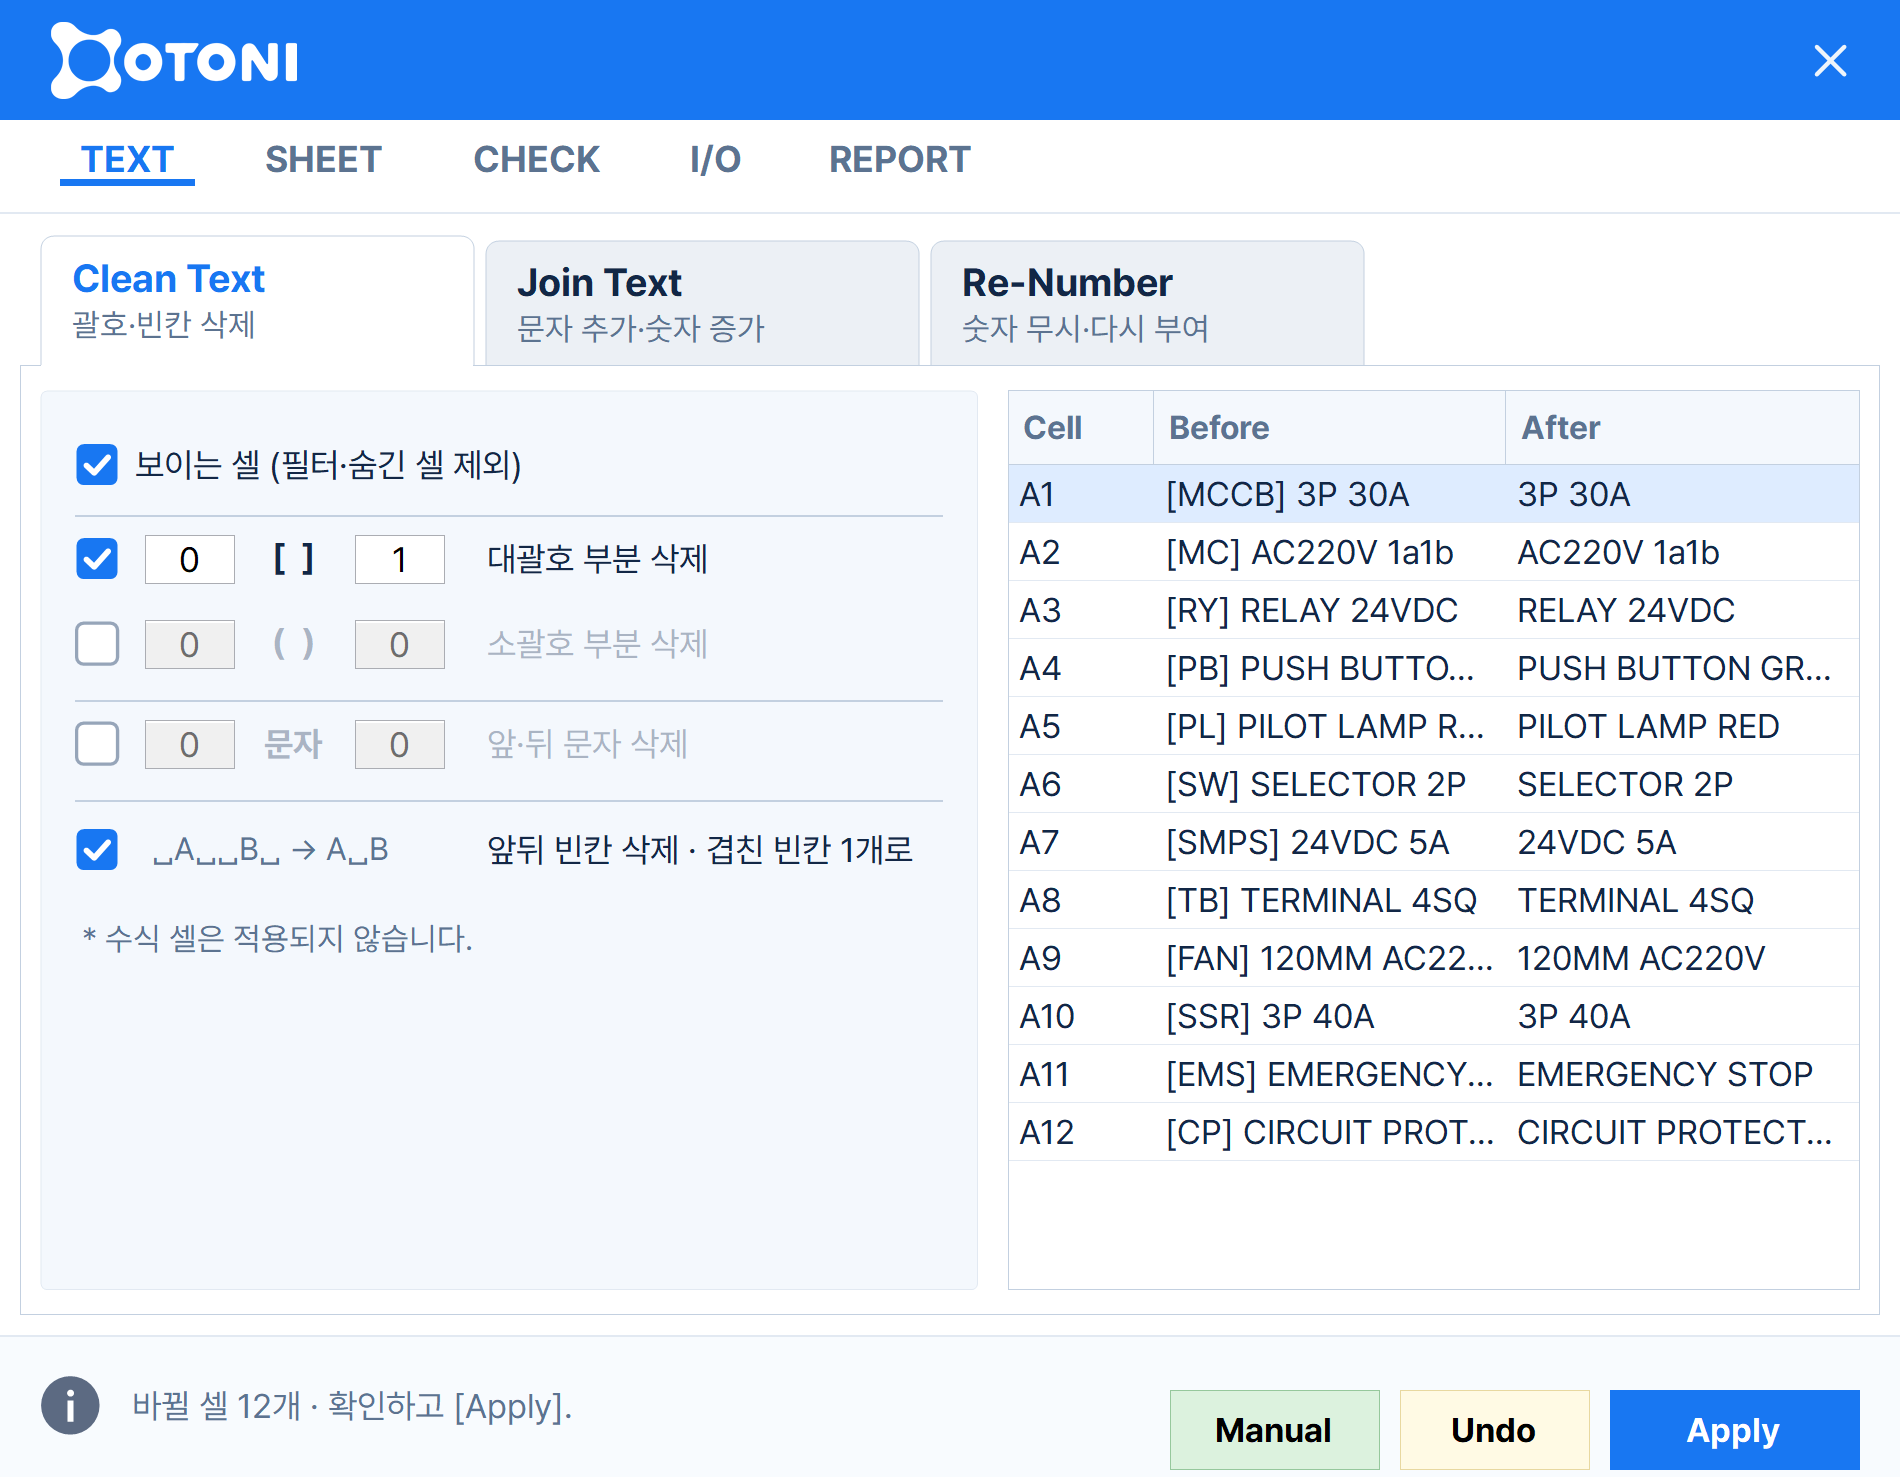 OTONI
TEXT SHEET CHECK I/O REPORT
Clean Text
괄호·빈칸 삭제
Join Text
문자 추가·숫자 증가
Re-Number
숫자 무시·다시 부여
보이는 셀 (필터·숨긴 셀 제외)
0 [ ] 1 대괄호 부분 삭제
0 ( ) 0 소괄호 부분 삭제
0 문자 0 앞·뒤 문자 삭제
␣A␣␣B␣ → A␣B 앞뒤 빈칸 삭제 · 겹친 빈칸 1개로
* 수식 셀은 적용되지 않습니다.
Cell Before After
A1 [MCCB] 3P 30A 3P 30A
A2 [MC] AC220V 1a1b AC220V 1a1b
A3 [RY] RELAY 24VDC RELAY 24VDC
A4 [PB] PUSH BUTTO... PUSH BUTTON GR...
A5 [PL] PILOT LAMP R... PILOT LAMP RED
A6 [SW] SELECTOR 2P SELECTOR 2P
A7 [SMPS] 24VDC 5A 24VDC 5A
A8 [TB] TERMINAL 4SQ TERMINAL 4SQ
A9 [FAN] 120MM AC22... 120MM AC220V
A10 [SSR] 3P 40A 3P 40A
A11 [EMS] EMERGENCY... EMERGENCY STOP
A12 [CP] CIRCUIT PROT... CIRCUIT PROTECT...
바뀔 셀 12개 · 확인하고 [Apply].
Manual Undo Apply